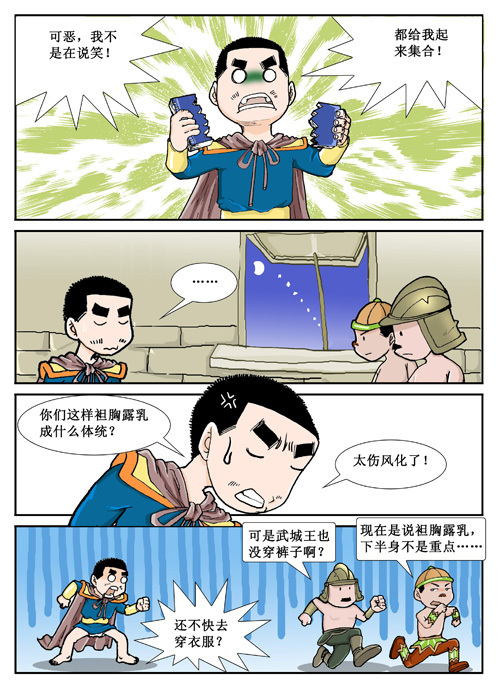 可恶，我不
是在说笑！
都给我起
来集合！
……
你们这样袒胸露乳
成什么体统？
太伤风化了！
可是武城王也
没穿裤子啊？
现在是说袒胸露乳，
下半身不是重点……
还不快去
穿衣服？